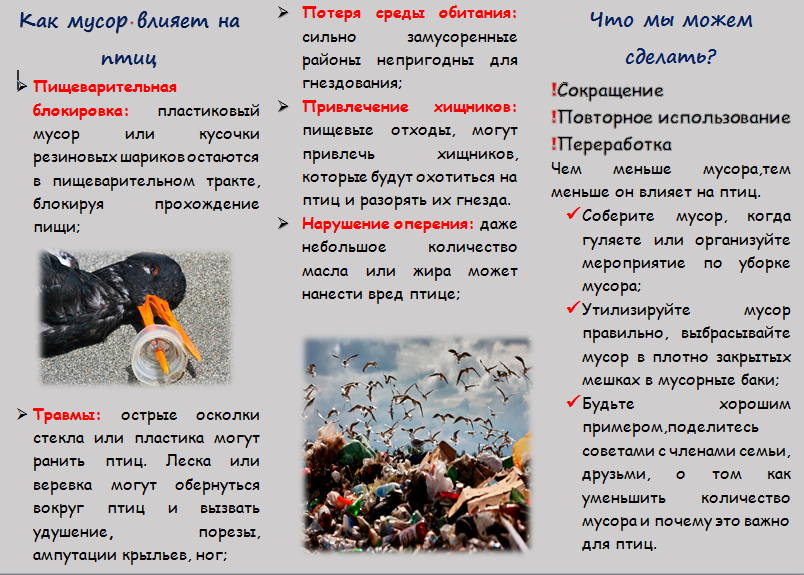 Как мусор влияет на
птиц
Пищеварительная
блокировка: пластиковый
мусор или кусочки
резиновых шариков остаются
в пищеварительном тракте,
блокируя прохождение
пищи;
Травмы: острые осколки
стекла или пластика могут
ранить птиц. Леска или
веревка могут обернуться
вокруг птиц и вызвать
удушение, порезы,
ампутации крыльев, ног;
Потеря среды обитания:
сильно замусоренные
районы непригодны для
гнездования;
Привлечение хищников:
пищевые отходы, могут
привлечь хищников,
которые будут охотиться на
птиц и разорять их гнезда.
Нарушение оперения: даже
небольшое количество
масла или жира может
нанести вред птице;
Что мы можем
сделать?
!Сокращение
!Повторное использование
!Переработка
Чем меньше мусора,тем
меньше он влияет на птиц.
Соберите мусор, когда
гуляете или организуйте
мероприятие по уборке
мусора;
Утилизируйте мусор
правильно, выбрасывайте
мусор в плотно закрытых
мешках в мусорные баки;
Будьте хорошим
примером,поделитесь
советами с членами семьи,
друзьями, о том как
уменьшить количество
мусора и почему это важно
для птиц.